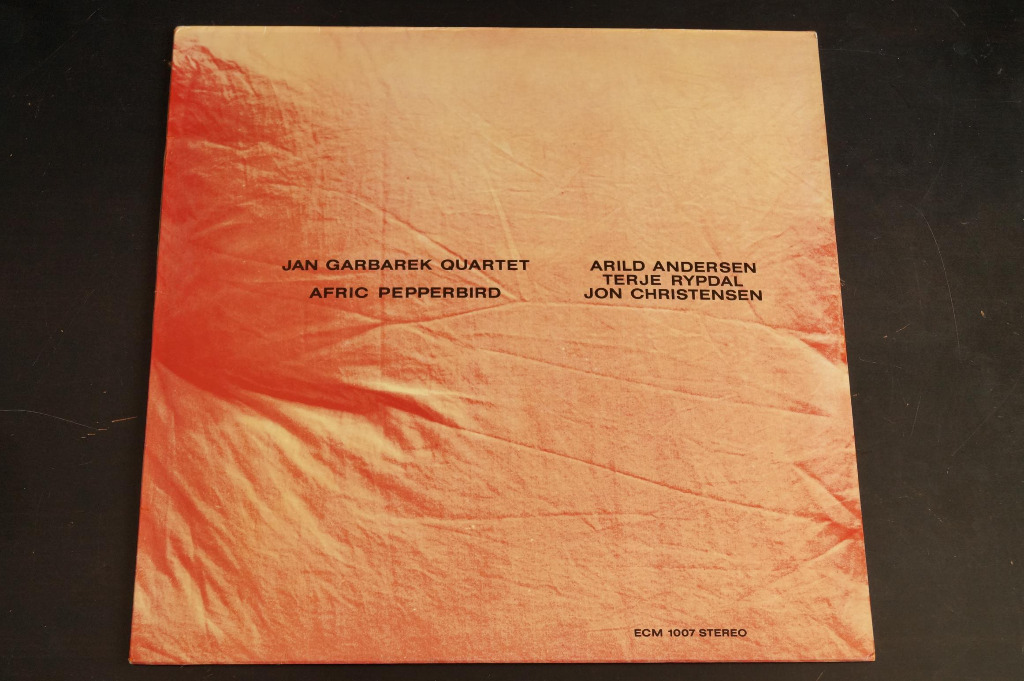 JAN GARBAREK QUARTET
AFRIC PEPPERBIRD
ARILD ANDERSEN
TERJE RYPDAL
JON CHRISTENSEN
ECM 1007 STEREO